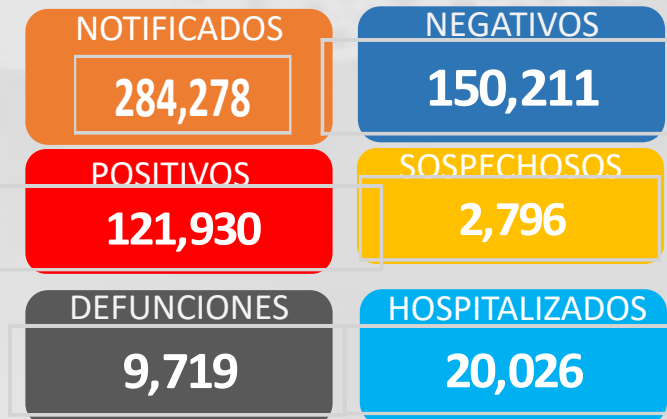 NOTIFICADOS
284,278
NEGATIVOS
150,211
POSITIVOS
121,930
SOSPECHOSOS
2,796
DEFUNCIONES
9,719
HOSPITALIZADOS
20,026